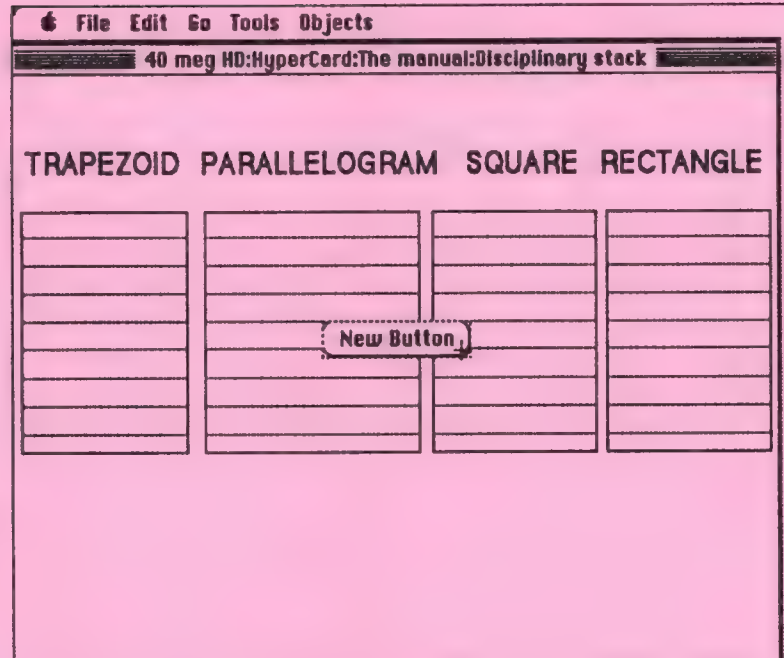 File Edit Go Tools Objects
40 meg HD:HyperCard:The manual:Disciplinary stack
TRAPEZOID PARALLELOGRAM SQUARE RECTANGLE
New Button